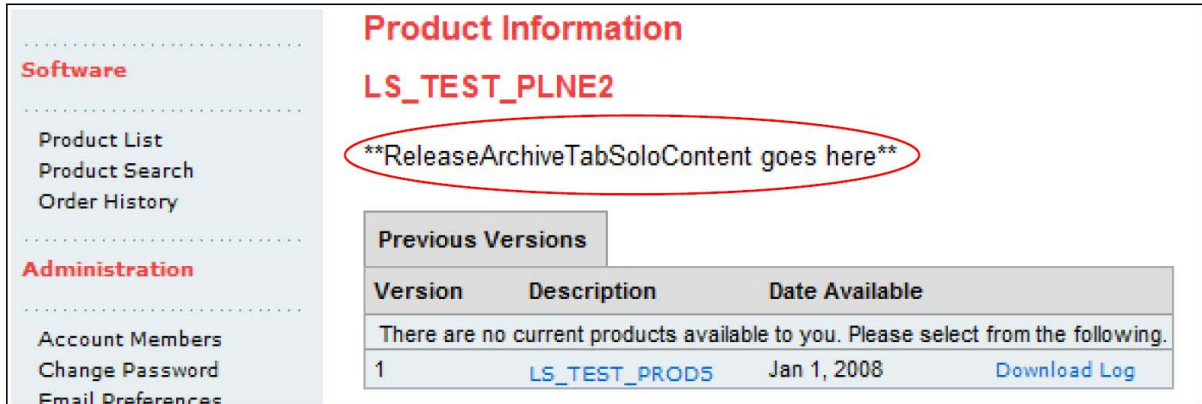 Software
Product List
Product Search
Order History
Administration
Account Members
Change Password
Email Preferences
Product Information
LS_TEST_PLNE2
**ReleaseArchiveTabSoloContent goes here**
Previous Versions
Version Description Date Available
There are no current products available to you. Please select from the following.
1 LS_TEST_PROD5 Jan 1, 2008 Download Log